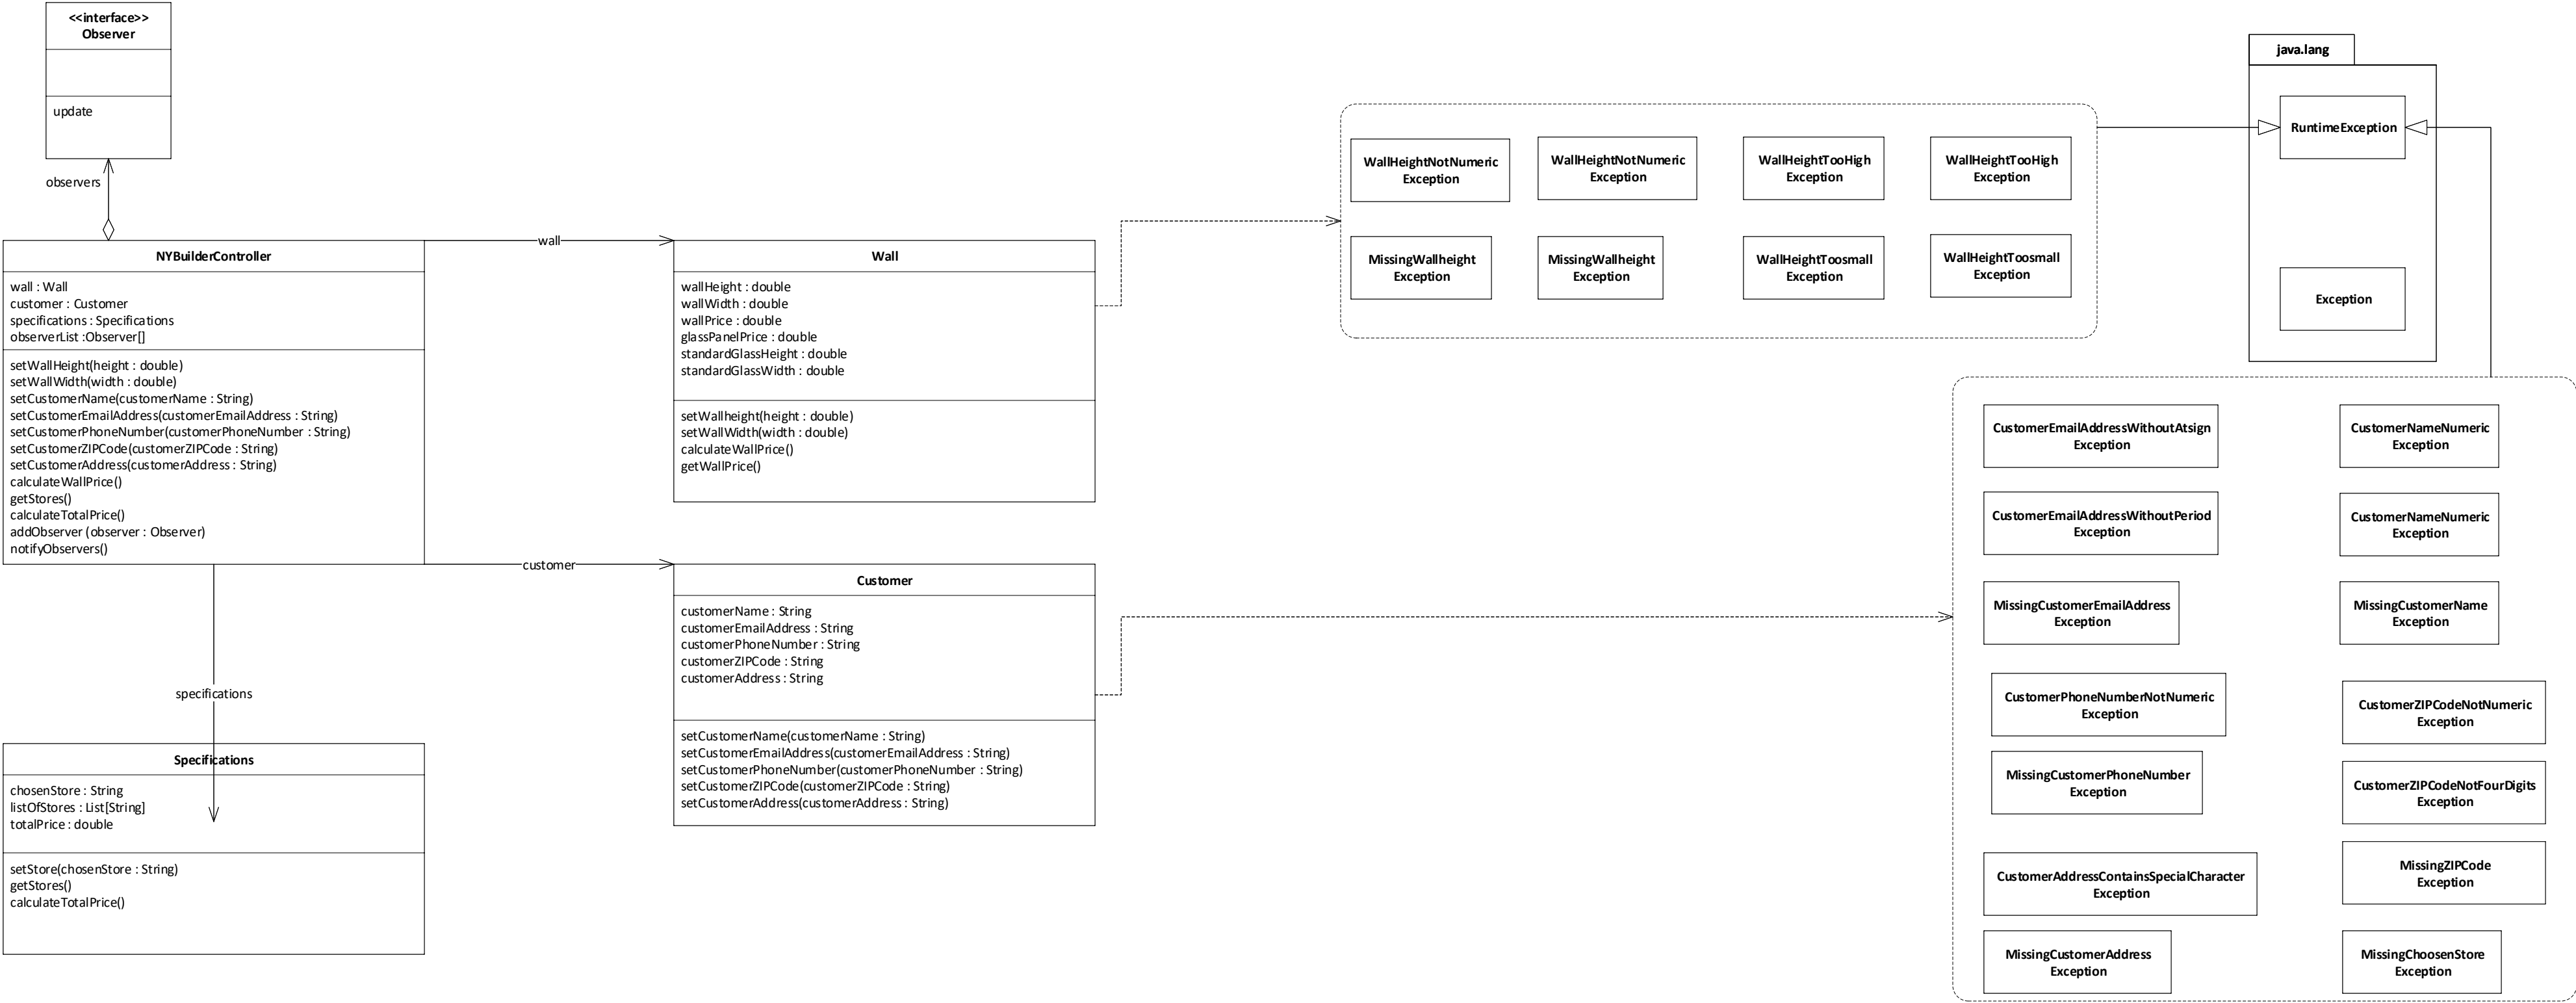 <<interface>>
Observer
update
observers
NYBuilderController
wall : Wall
customer : Customer
specifications : Specifications
observerList :Observer[]
setWallHeight(height : double)
setWallWidth(width : double)
setCustomerName(customerName : String)
setCustomerEmailAddress(customerEmailAddress : String)
setCustomerPhoneNumber(customerPhoneNumber : String)
setCustomerZIPCode(customerZIPCode : String)
setCustomerAddress(customerAddress : String)
calculateWallPrice()
getStores()
calculateTotalPrice()
addObserver (observer : Observer)
notifyObservers()
wall
customer
specifications
Specifications
chosenStore : String
listOfStores : List[String]
totalPrice : double
setStore(chosenStore : String)
getStores()
calculateTotalPrice()
Wall
wallHeight : double
wallWidth : double
wallPrice : double
glassPanelPrice : double
standardGlassHeight : double
standardGlassWidth : double
setWallheight(height : double)
setWallWidth(width : double)
calculateWallPrice()
getWallPrice()
Customer
customerName : String
customerEmailAddress : String
customerPhoneNumber : String
customerZIPCode : String
customerAddress : String
setCustomerName(customerName : String)
setCustomerEmailAddress(customerEmailAddress : String)
setCustomerPhoneNumber(customerPhoneNumber : String)
setCustomerZIPCode(customerZIPCode : String)
setCustomerAddress(customerAddress : String)
WallHeightNotNumeric
Exception
WallHeightNotNumeric
Exception
WallHeightTooHigh
Exception
WallHeightTooHigh
Exception
MissingWallheight
Exception
MissingWallheight
Exception
WallHeightToosmall
Exception
WallHeightToosmall
Exception
java.lang
RuntimeException
Exception
CustomerEmailAddressWithoutAtsign
Exception
CustomerNameNumeric
Exception
CustomerEmailAddressWithoutPeriod
Exception
CustomerNameNumeric
Exception
MissingCustomerEmailAddress
Exception
MissingCustomerName
Exception
CustomerPhoneNumberNotNumeric
Exception
CustomerZIPCodeNotNumeric
Exception
MissingCustomerPhoneNumber
Exception
CustomerZIPCodeNotFourDigits
Exception
CustomerAddressContainsSpecialCharacter
Exception
MissingZIPCode
Exception
MissingCustomerAddress
Exception
MissingChoosenStore
Exception